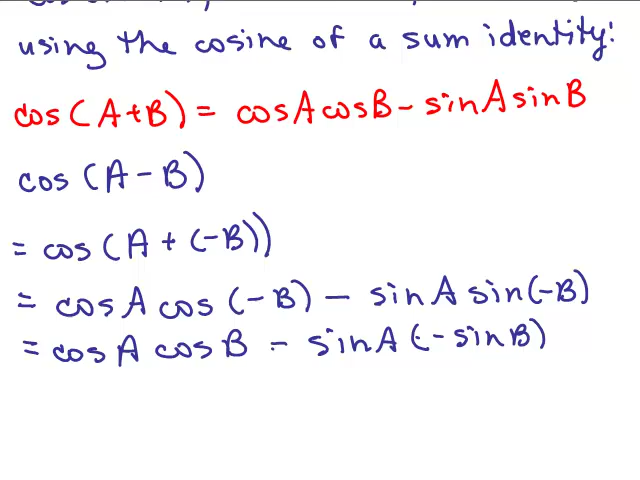 using the cosine of a sum identity:
cos(A+B) = cosAcosB - sinAsinB
cos(A-B)
= cos(A+(-B))
= cosAcos(-B) - sinAsin(-B)
= cosAcosB - sinA(-sinB)